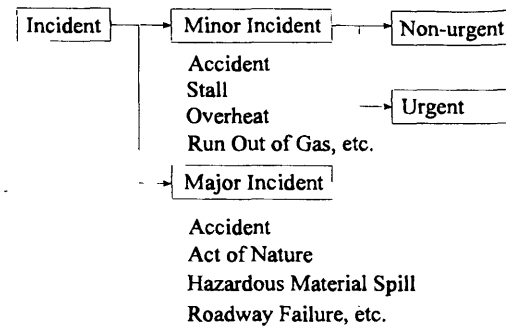 Incident
Minor Incident
Non-urgent
Accident
Stall
Overheat
Urgent
Run Out of Gas, etc.
Major Incident
Accident
Act of Nature
Hazardous Material Spill
Roadway Failure, etc.